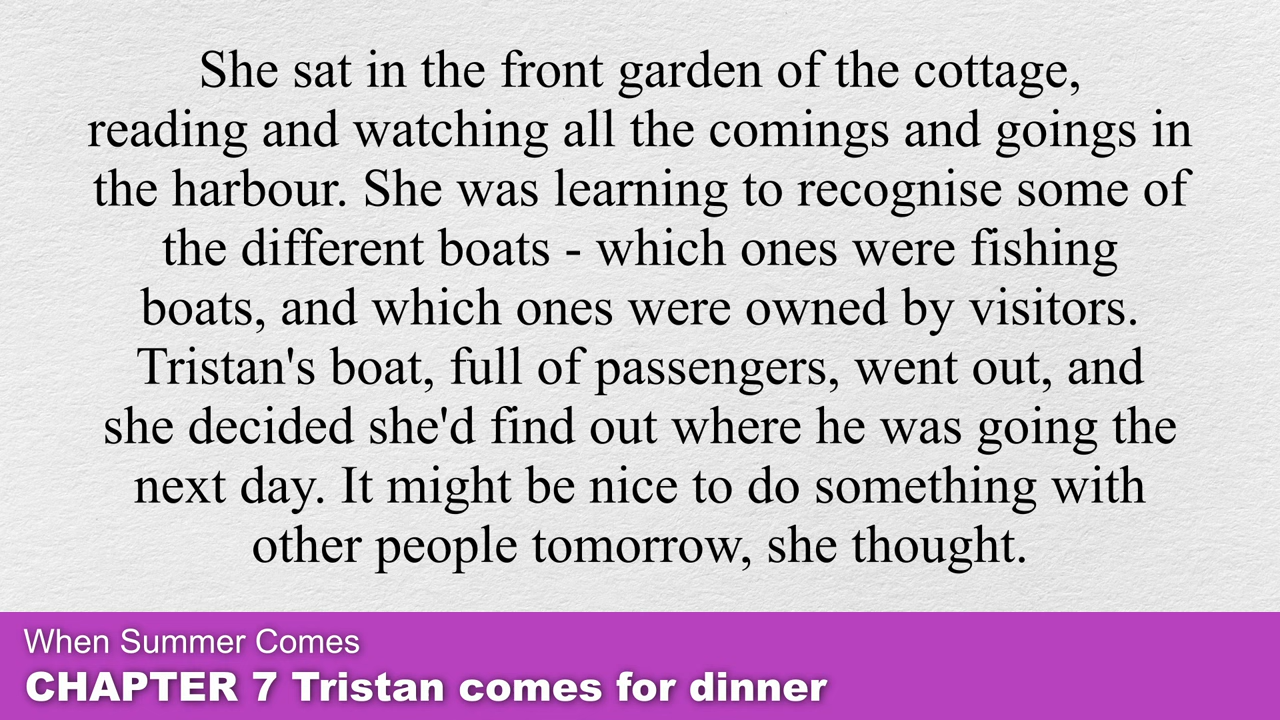 She sat in the front garden of the cottage,
reading and watching all the comings and goings in
the harbour. She was learning to recognise some of
the different boats - which ones were fishing
boats, and which ones were owned by visitors.
Tristan's boat, full of passengers, went out, and
she decided she'd find out where he was going the
next day. It might be nice to do something with
other people tomorrow, she thought.
When Summer Comes
CHAPTER 7 Tristan comes for dinner